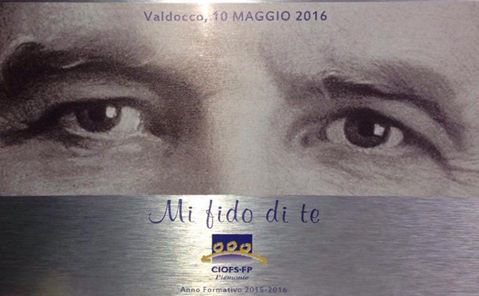 Valdocco, 10 MAGGIO 2016
Mi fido di te
CIOFS-FP
Piemonte
Anno Formativo 2015-2016